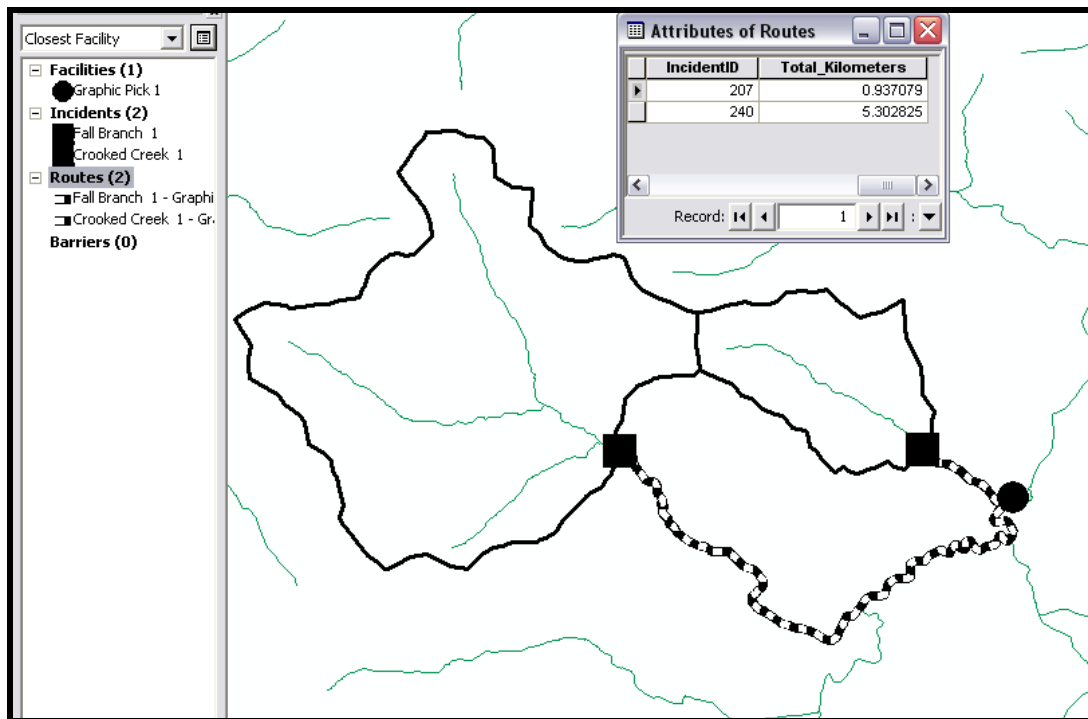 Closest Facility
Facilities (1)
Graphic Pick 1
Incidents (2)
Fall Branch 1
Crooked Creek 1
Routes (2)
Fall Branch 1 - Graphi
Crooked Creek 1 - Gr
Barriers (0)
Attributes of Routes
IncidentID Total_Kilometers
207 0.937079
240 5.302825
Record: 1 :